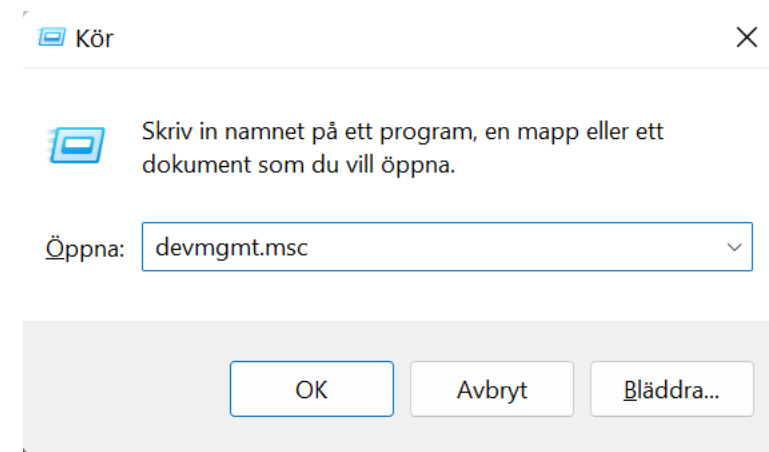 Kör
Skriv in namnet på ett program, en mapp eller ett
dokument som du vill öppna.
Öppna: devmgmt.msc
OK Avbryt Bläddra...